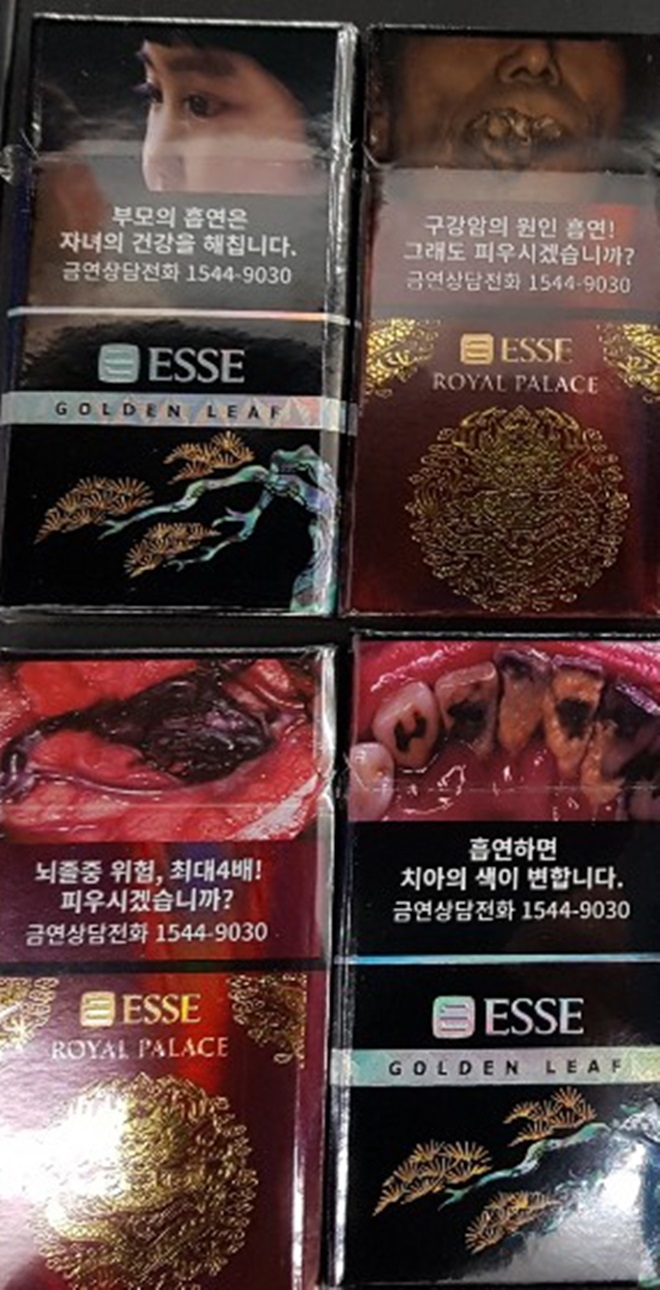 부모의 흡연은
자녀의 건강을 해칩니다.
금연상담전화 1544-9030
ESSE
GOLDEN LEAF
구강암의 원인 흡연!
그래도 피우시겠습니까?
금연상담전화 1544-9030
ESSE
ROYAL PALACE
뇌졸중 위험, 최대4배!
피우시겠습니까?
금연상담전화 1544-9030
ESSE
ROYAL PALACE
흡연하면
치아의 색이 변합니다.
금연상담전화 1544-9030
ESSE
GOLDEN LEAF